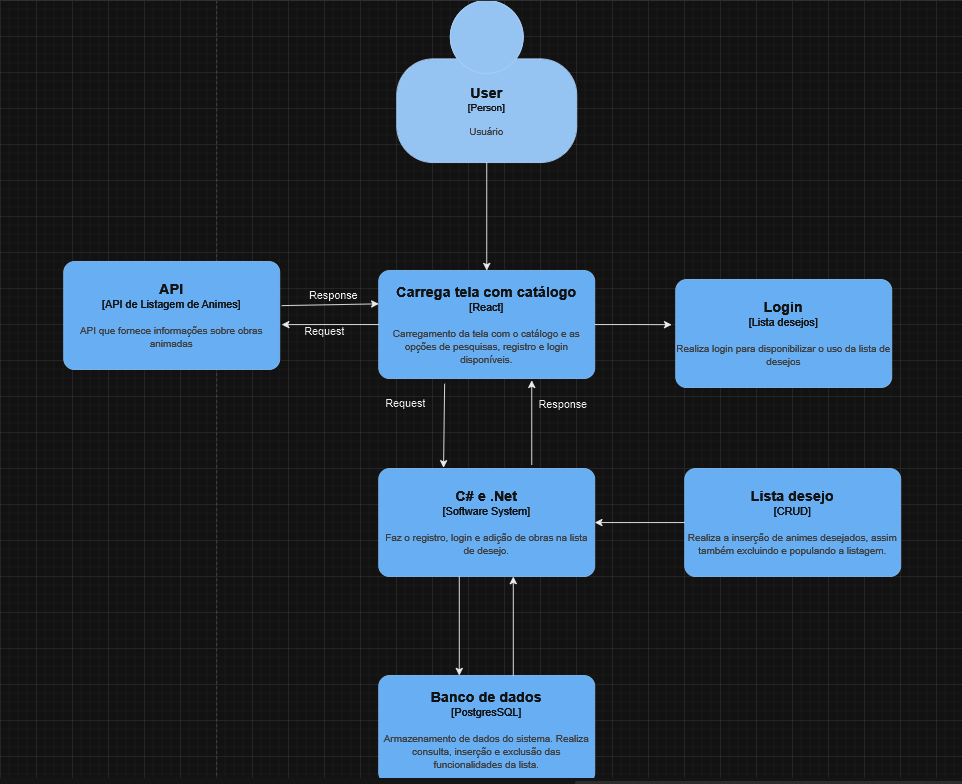 User
[Person]
Usuário
API
[API de Listagem de Animes]
API que fornece informações sobre obras
animadas
Response
Request
Carrega tela com catálogo
[React]
Carregamento da tela com o catálogo e as
opções de pesquisas, registro e login
disponíveis.
Login
[Lista desejos]
Realiza login para disponibilizar o uso da lista de
desejos
Request
Response
C# e .Net
[Software System]
Faz o registro, login e adição de obras na lista
de desejo.
Lista desejo
[CRUD]
Realiza a inserção de animes desejados, assim
também excluindo e populando a listagem.
Banco de dados
[PostgresSQL]
Armazenamento de dados do sistema. Realiza
consulta, inserção e exclusão das
funcionalidades da lista.